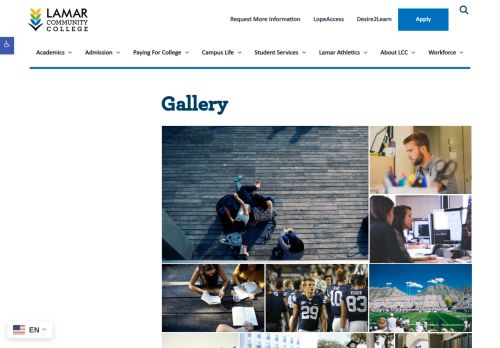 LAMAR
COMMUNITY
COLLEGE
Request More Information LopeAccess Desire2Learn Apply
Academics Admission Paying For College Campus Life Student Services Lamar Athletics About LCC Workforce
Gallery
29
10
83
EN